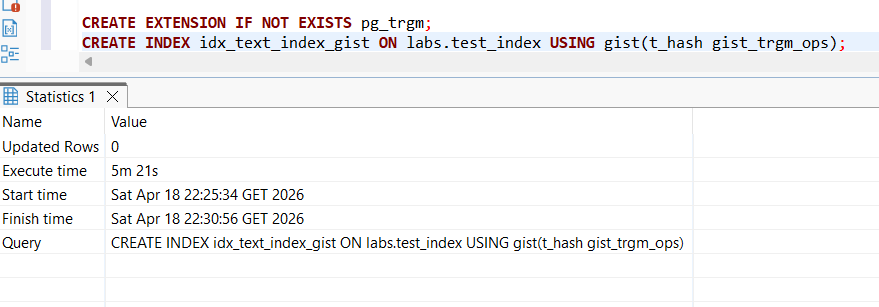 CREATE EXTENSION IF NOT EXISTS pg_trgm;
CREATE INDEX idx_text_index_gist ON labs.test_index USING gist(t_hash gist_trgm_ops);
Statistics 1
Name Value
Updated Rows 0
Execute time 5m 21s
Start time Sat Apr 18 22:25:34 GET 2026
Finish time Sat Apr 18 22:30:56 GET 2026
Query CREATE INDEX idx_text_index_gist ON labs.test_index USING gist(t_hash gist_trgm_ops)